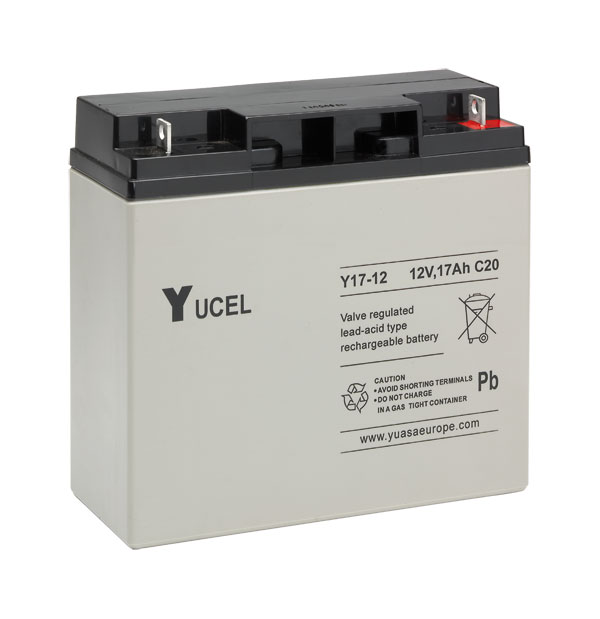 YUCEL
Y17-12 12V,17Ah C20
Valve regulated
lead-acid type
rechargeable battery
CAUTION
• AVOID SHORTING TERMINALS
• DO NOT CHARGE
IN A GAS TIGHT CONTAINER
Pb
www.yuasaeurope.com